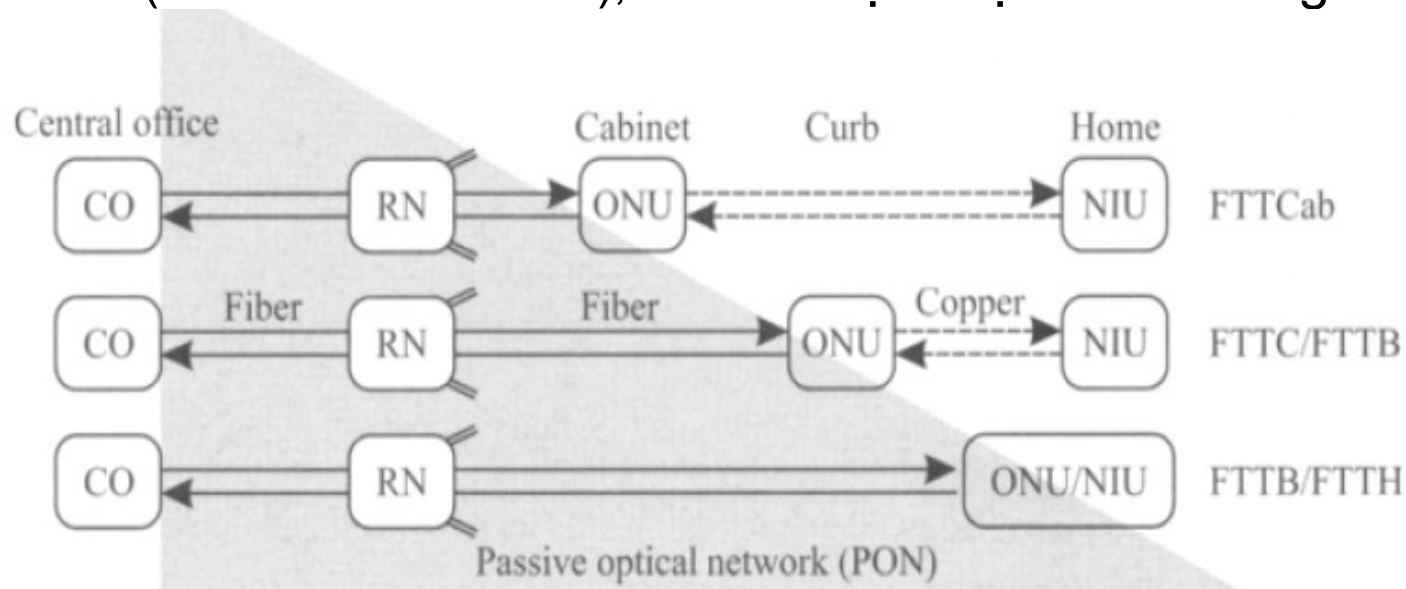 Central office Cabinet Curb Home
CO RN ONU NIU FTTCab
Fiber Fiber Copper
CO RN ONU NIU FTTC/FTTB
CO RN ONU/NIU FTTB/FTTH
Passive optical network (PON)